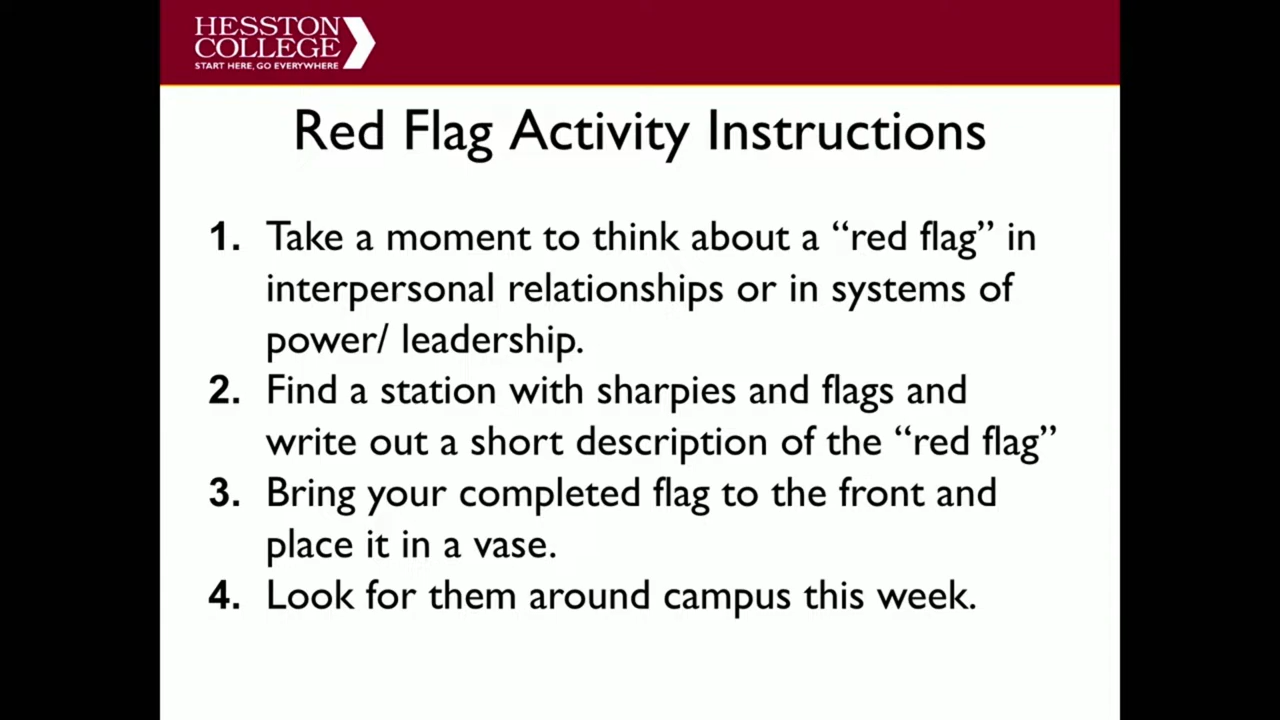 HESSTON
COLLEGE
START HERE, GO EVERYWHERE
Red Flag Activity Instructions
1. Take a moment to think about a “red flag” in
interpersonal relationships or in systems of
power/ leadership.
2. Find a station with sharpies and flags and
write out a short description of the “red flag”
3. Bring your completed flag to the front and
place it in a vase.
4. Look for them around campus this week.